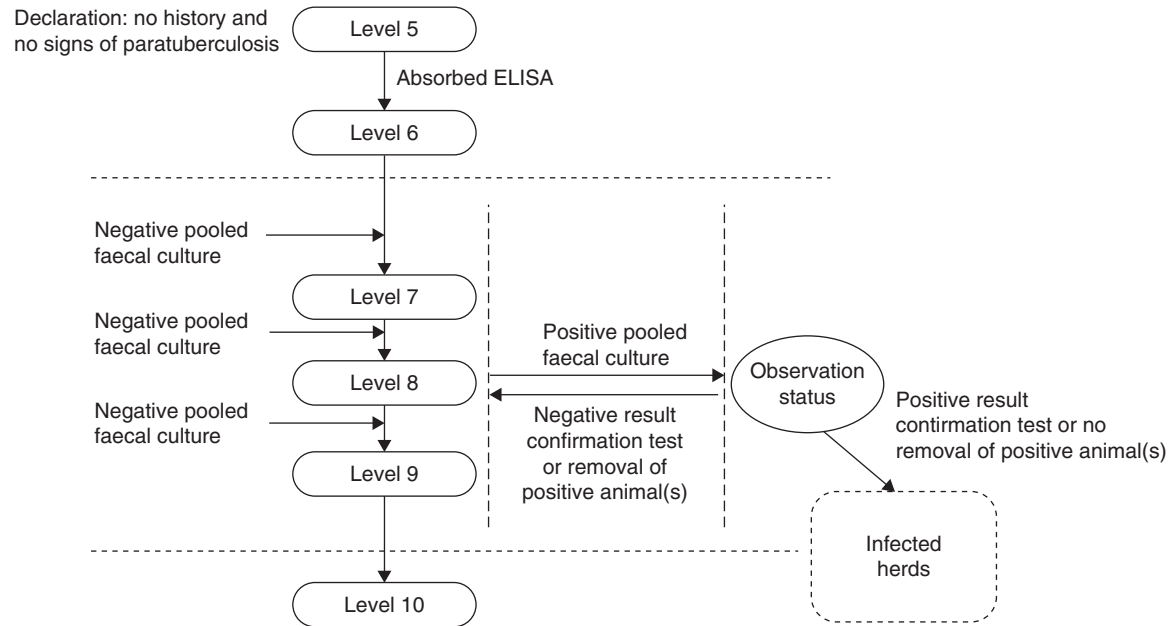 Declaration: no history and
no signs of paratuberculosis
Level 5
Absorbed ELISA
Level 6
Negative pooled
faecal culture
Level 7
Negative pooled
faecal culture
Level 8
Negative pooled
faecal culture
Level 9
Level 10
Positive pooled
faecal culture
Negative result
confirmation test
or removal of
positive animal(s)
Observation
status
Positive result
confirmation test or no
removal of positive animal(s)
Infected
herds